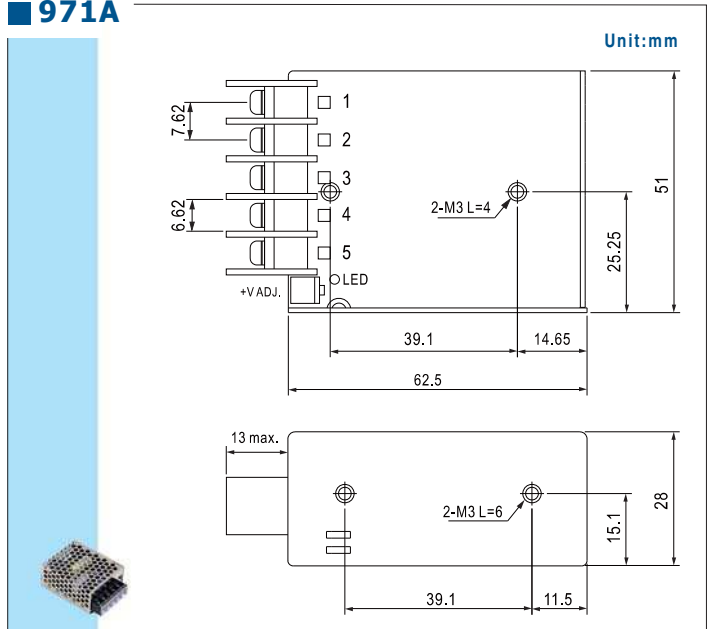 971A
Unit:mm
7.62
6.62
1
2
3
4
5
2-M3 L=4
51
25.25
LED
+V ADJ.
39.1
14.65
62.5
13 max.
2-M3 L=6
28
15.1
39.1
11.5